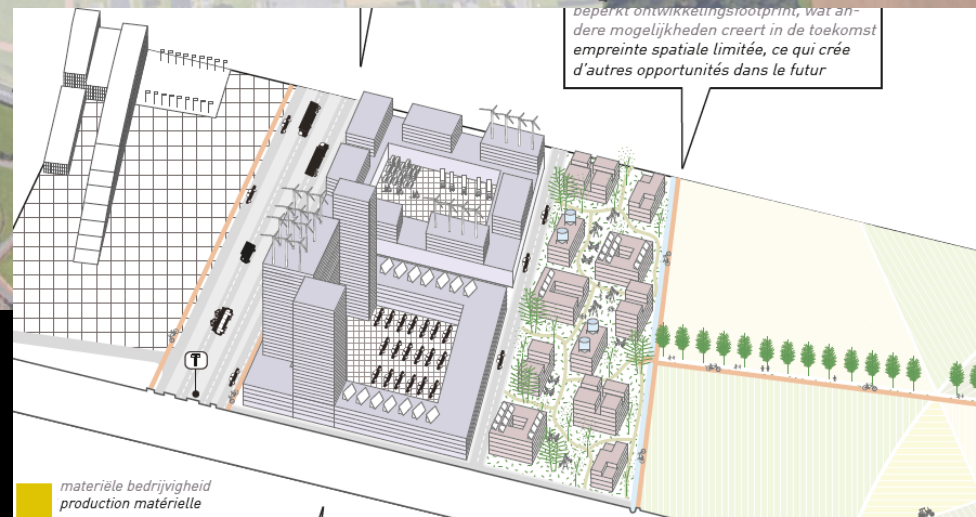 beperkt ontwikkelingsfootprint, wat an-
dere mogelijkheden creert in de toekomst
empreinte spatiale limitée, ce qui crée
d'autres opportunités dans le futur
T
materiële bedrijvigheid
production matérielle